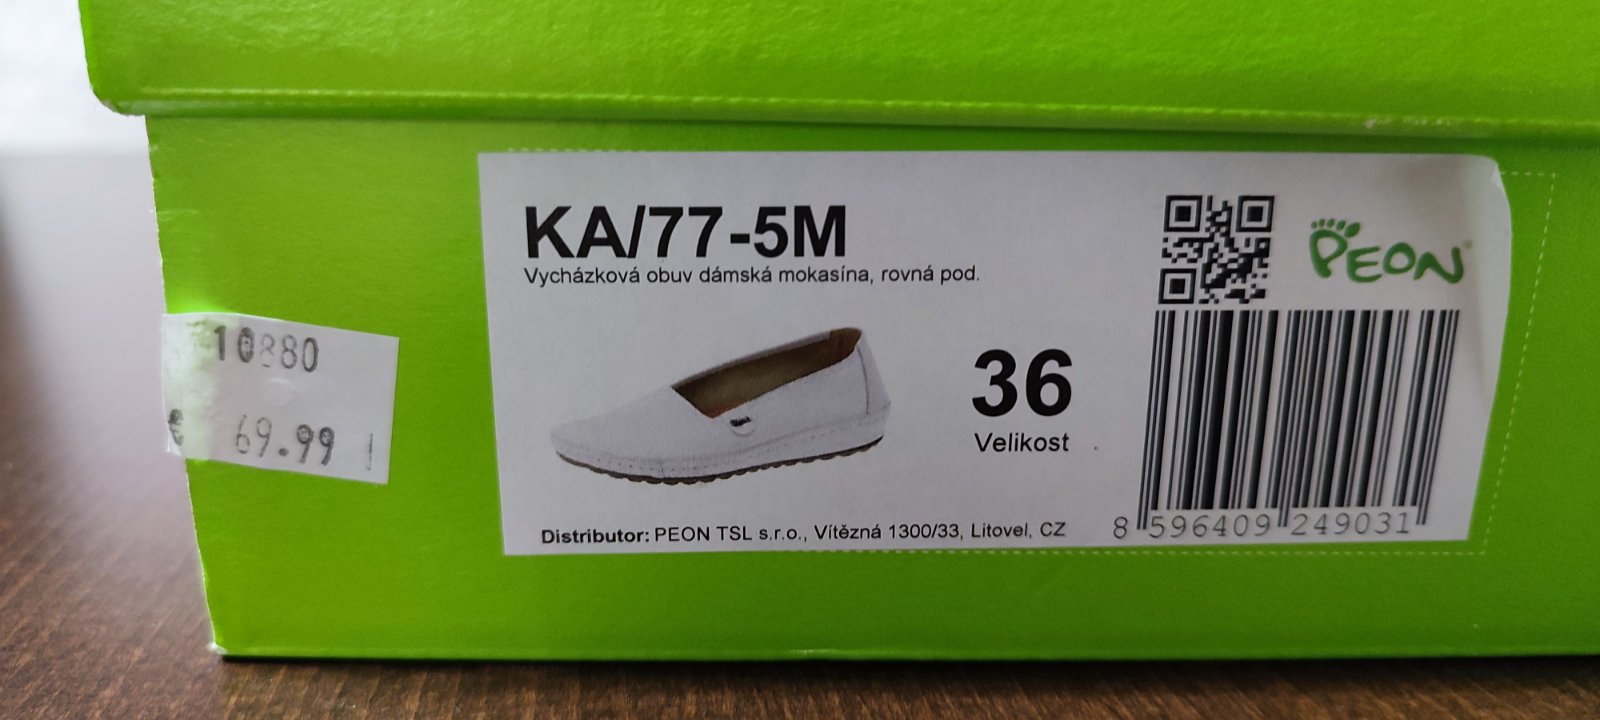 KA/77-5M
Vycházková obuv dámská mokasína, rovná pod.
PEON
10880
€ 69.99
36
Velikost
Distributor: PEON TSL s.r.o., Vítězná 1300/33, Litovel, CZ
8 596409 249031